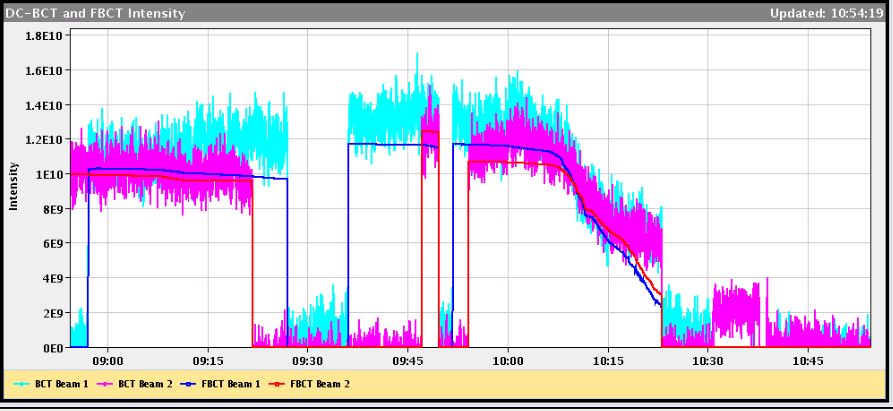 DC-BCT and FBCT Intensity Updated: 10:54:19
1.8E10
1.6E10
1.4E10
1.2E10
1E10
8E9
6E9
4E9
2E9
0E0
Intensity
09:00 09:15 09:30 09:45 10:00 10:15 10:30 10:45
BCT Beam 1 BCT Beam 2 FBCT Beam 1 FBCT Beam 2